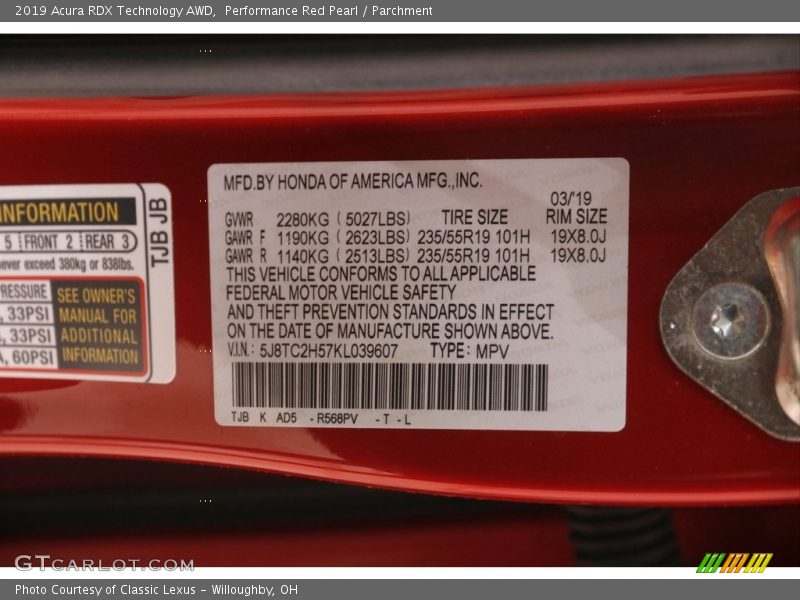 2019 Acura RDX Technology AWD,  Performance Red Pearl / Parchment
INFORMATION
5 FRONT 2 REAR 3
never exceed 380kg or 838lbs.
PRESSURE
33PSI
33PSI
60PSI
SEE OWNER'S
MANUAL FOR
ADDITIONAL
INFORMATION
TJB JB
MFD.BY HONDA OF AMERICA MFG.,INC.
03/'19
GVWR 2280KG ( 5027LBS) TIRE SIZE RIM SIZE
GAWR F 1190KG ( 2623LBS) 235/55R19 101H 19X8.0J
GAWR R 1140KG ( 2513LBS) 235/55R19 101H 19X8.0J
THIS VEHICLE CONFORMS TO ALL APPLICABLE
FEDERAL MOTOR VEHICLE SAFETY
AND THEFT PREVENTION STANDARDS IN EFFECT
ON THE DATE OF MANUFACTURE SHOWN ABOVE.
V.I.N.: 5J8TC2H57KL039607 TYPE: MPV
TJB K AD5 -R568PV -T -L
GTCARLOT.COM
Photo Courtesy of Classic Lexus – Willoughby, OH